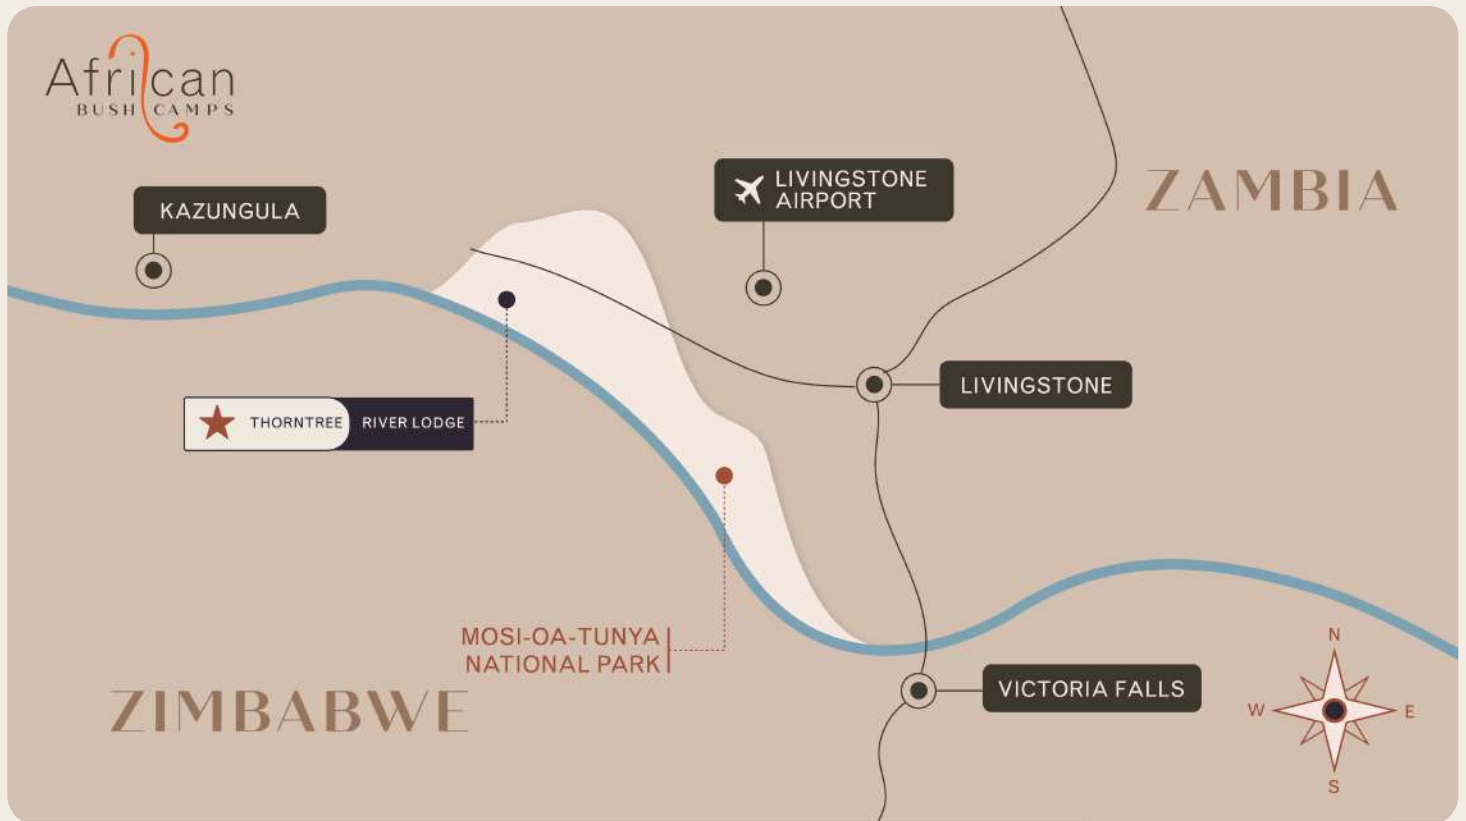 African
BUSH CAMPS
KAZUNGULA
LIVINGSTONE
AIRPORT
ZAMBIA
LIVINGSTONE
THORNTREE RIVER LODGE
MOSI-OA-TUNYA
NATIONAL PARK
ZIMBABWE
VICTORIA FALLS
N
W E
S